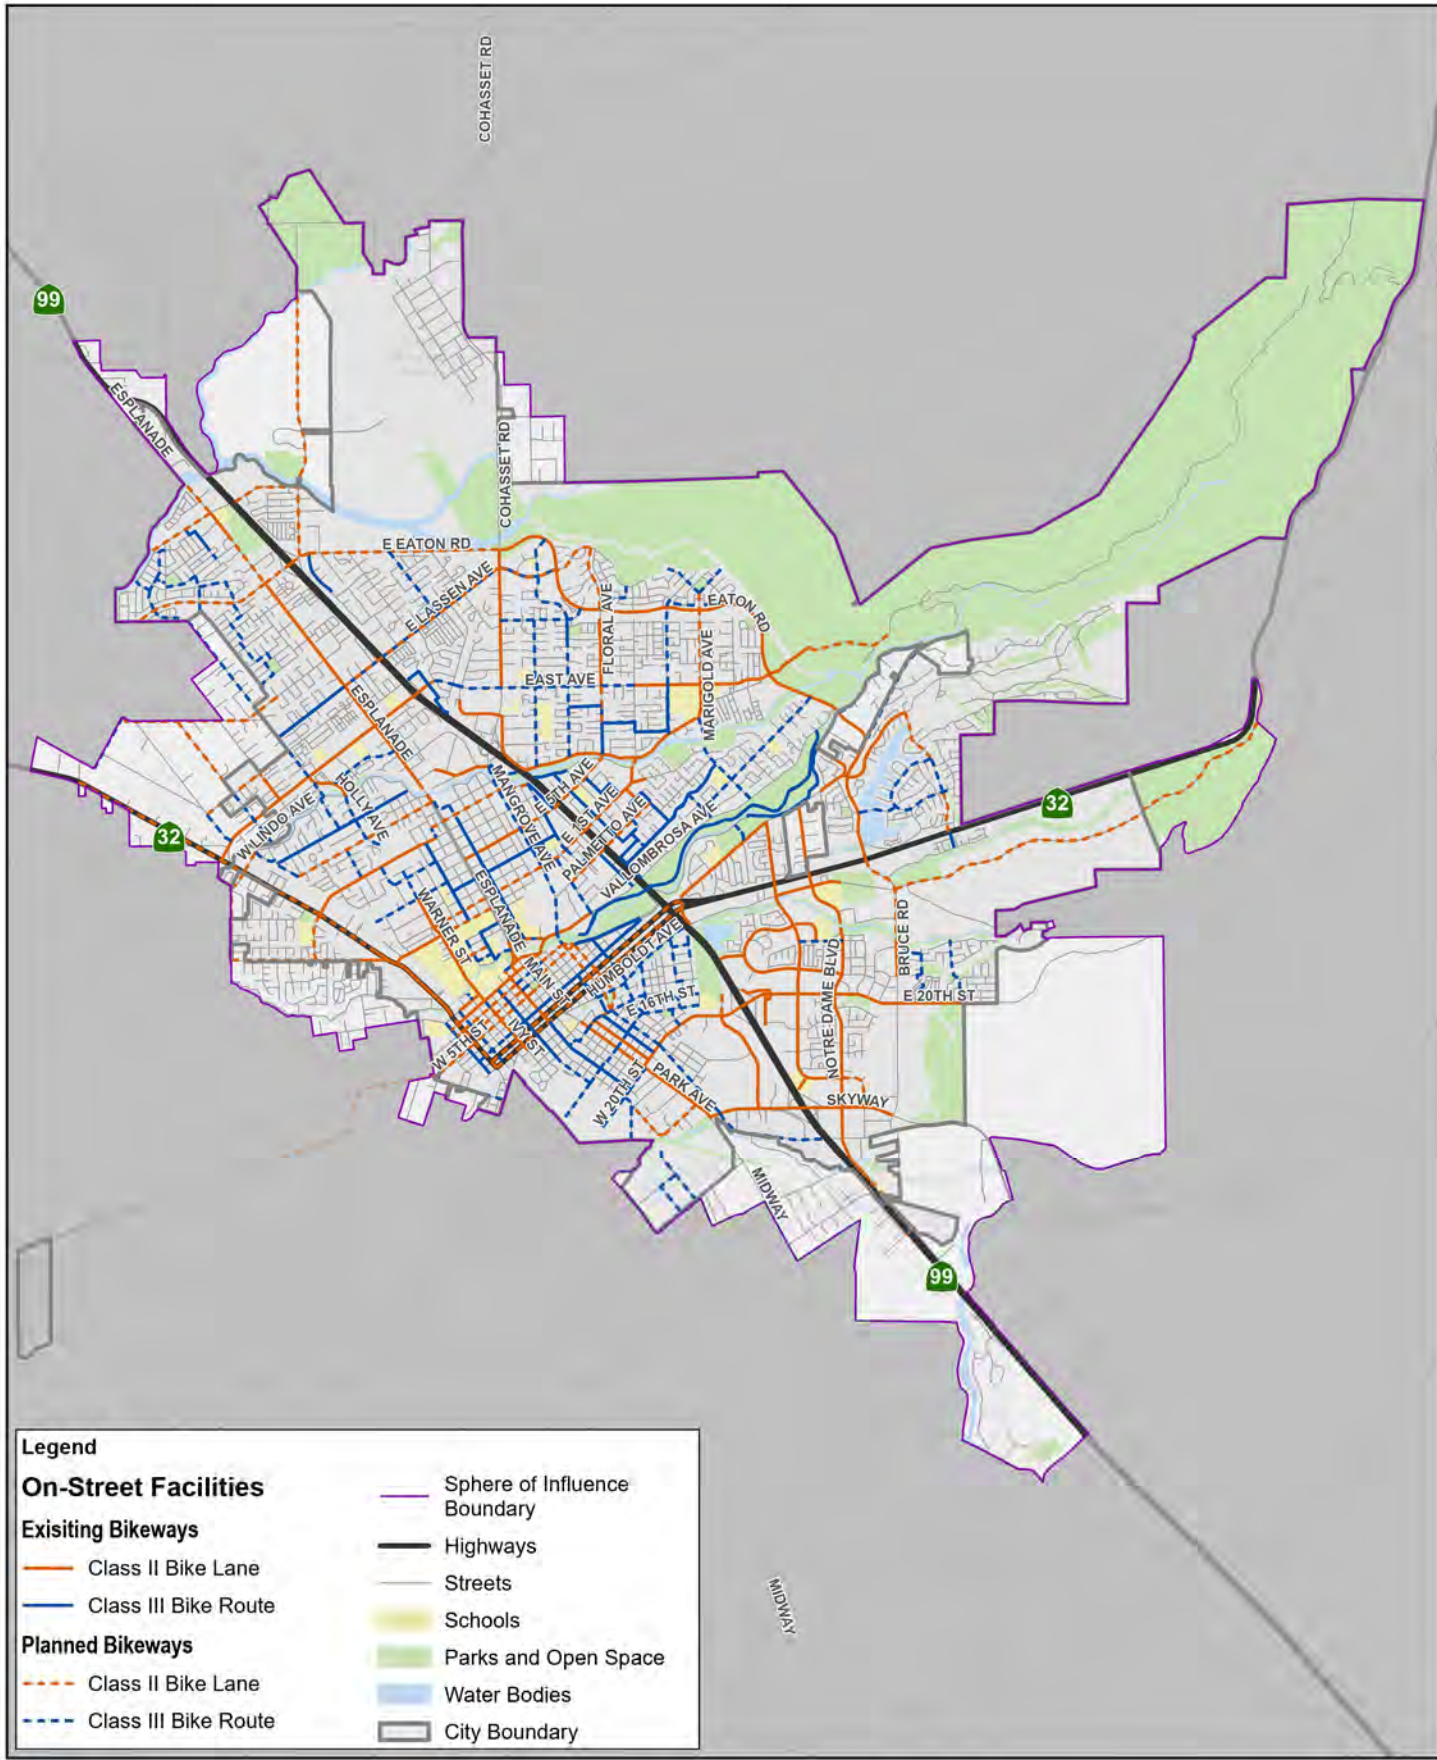 COHASSET RD
99
ESPLANADE
COHASSET RD
E EATON RD
E LASSEN AVE
FLORAL AVE
EATON RD
MARIGOLD AVE
EAST AVE
ESPLANADE
HOLLY AVE
MANGROVE AVE
E 5TH AVE
E 1ST AVE
PALMETTO AVE
VALLOMBROSA AVE
32
32
W LINDO AVE
WARNER ST
ESPLANADE
MAIN ST
HUMBOLDT AVE
BRUCE RD
NOTRE DAME BLVD
E 16TH ST
E 20TH ST
W 5TH ST
IVY ST
W 20TH ST
PARK AVE
SKYWAY
MIDWAY
99
MIDWAY
Legend
On-Street Facilities
Exisiting Bikeways
Class II Bike Lane
Class III Bike Route
Planned Bikeways
Class II Bike Lane
Class III Bike Route
Sphere of Influence
Boundary
Highways
Streets
Schools
Parks and Open Space
Water Bodies
City Boundary